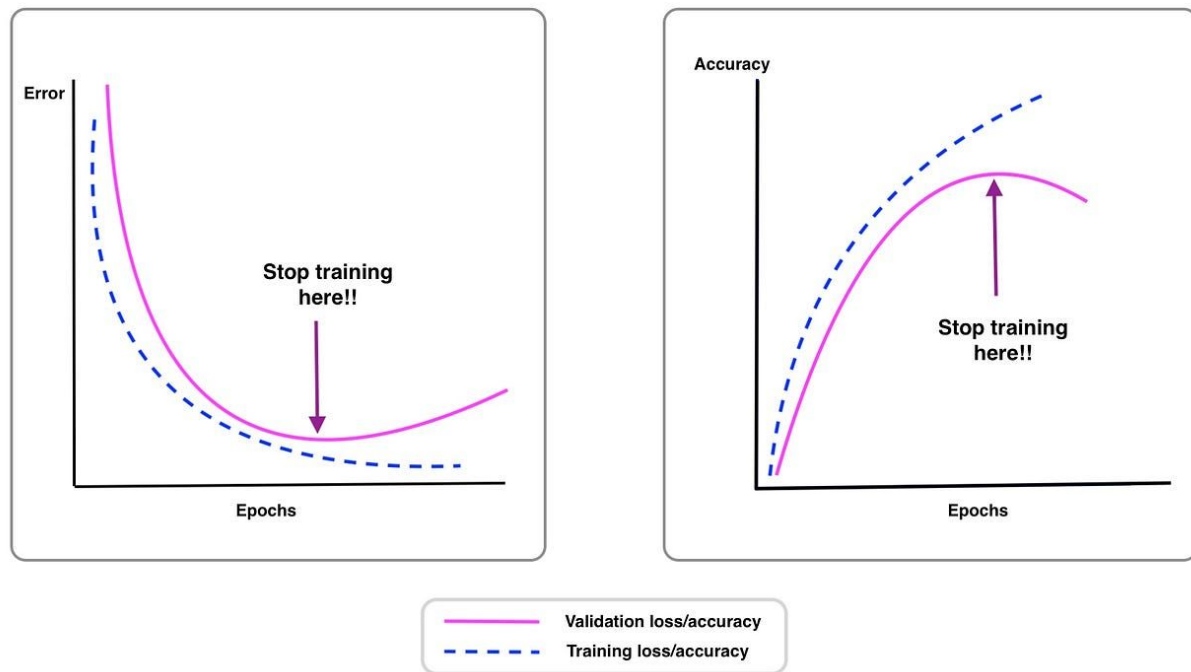 Error
Stop training
here!!
Epochs
Accuracy
Stop training
here!!
Epochs
Validation loss/accuracy
Training loss/accuracy